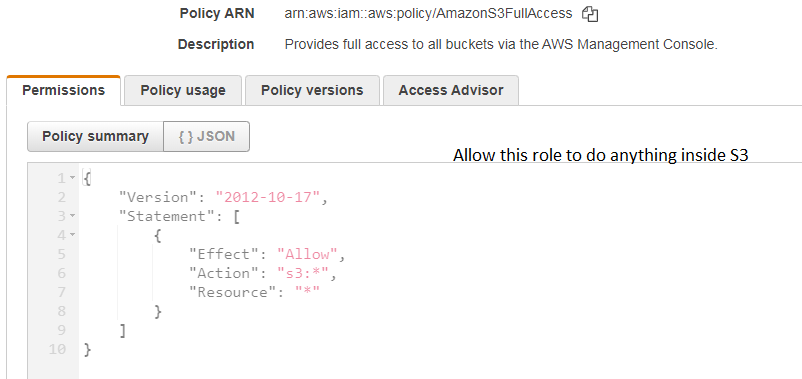 Policy ARN arn:aws:iam::aws:policy/AmazonS3FullAccess
Description Provides full access to all buckets via the AWS Management Console.
Permissions Policy usage Policy versions Access Advisor
Policy summary { } JSON
Allow this role to do anything inside S3
1 {
2 "Version": "2012-10-17",
3 "Statement": [
4 {
5 "Effect": "Allow",
6 "Action": "s3:*",
7 "Resource": "*"
8 }
9 ]
10 }